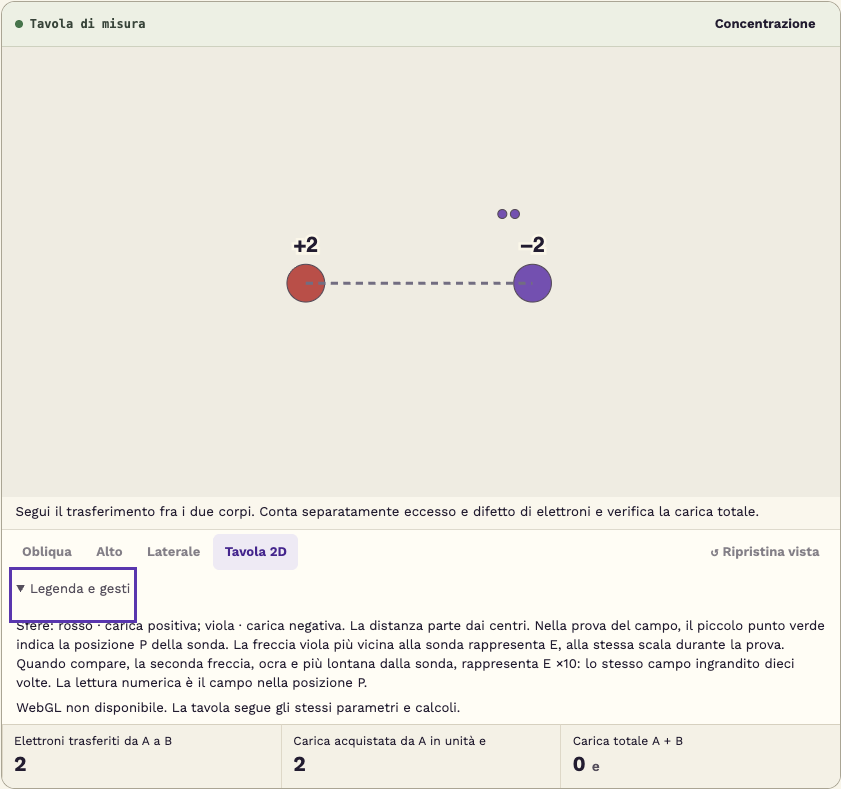 Tavola di misura
Concentrazione
+2
−2
Segui il trasferimento fra i due corpi. Conta separatamente eccesso e difetto di elettroni e verifica la carica totale.
Obliqua Alto Laterale Tavola 2D ↺ Ripristina vista
▼ Legenda e gesti
Sfere: rosso · carica positiva; viola · carica negativa. La distanza parte dai centri. Nella prova del campo, il piccolo punto verde
indica la posizione P della sonda. La freccia viola più vicina alla sonda rappresenta E, alla stessa scala durante la prova.
Quando compare, la seconda freccia, ocra e più lontana dalla sonda, rappresenta E ×10: lo stesso campo ingrandito dieci
volte. La lettura numerica è il campo nella posizione P.
WebGL non disponibile. La tavola segue gli stessi parametri e calcoli.
Elettroni trasferiti da A a B
2
Carica acquistata da A in unità e
2
Carica totale A + B
0 e